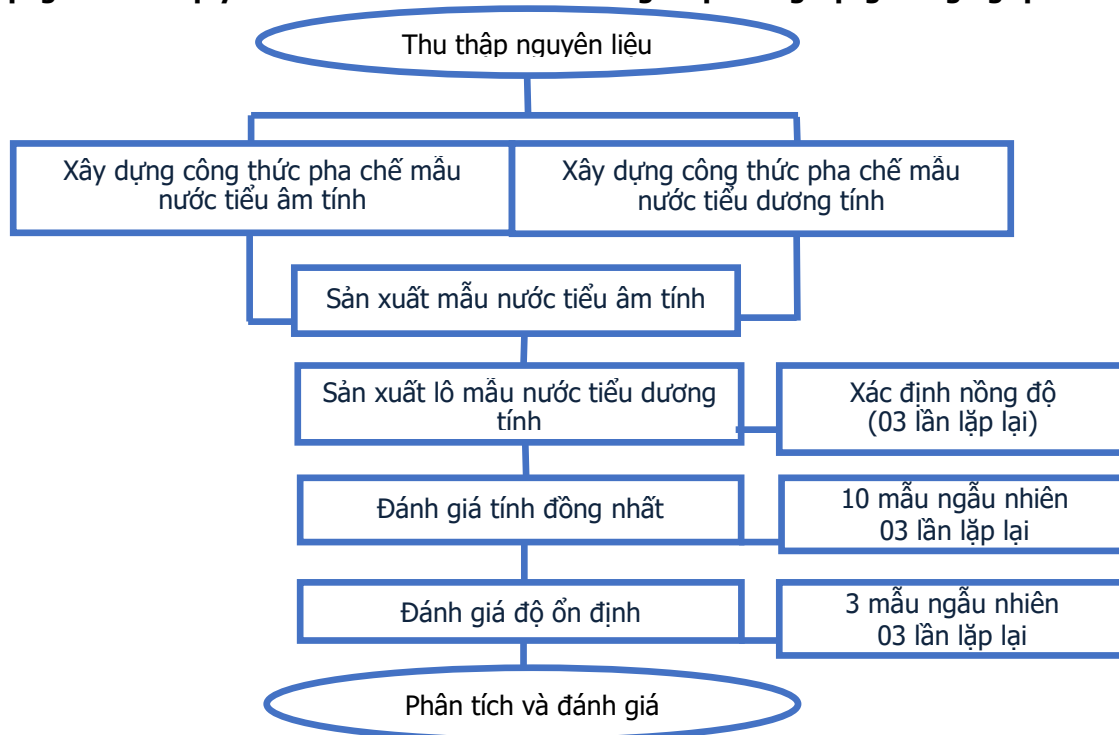 Thu thập nguyên liệu
Xây dựng công thức pha chế mẫu
nước tiểu âm tính
Xây dựng công thức pha chế mẫu
nước tiểu dương tính
Sản xuất mẫu nước tiểu âm tính
Sản xuất lô mẫu nước tiểu dương
tính
Xác định nồng độ
(03 lần lặp lại)
Đánh giá tính đồng nhất
10 mẫu ngẫu nhiên
03 lần lặp lại
Đánh giá độ ổn định
3 mẫu ngẫu nhiên
03 lần lặp lại
Phân tích và đánh giá